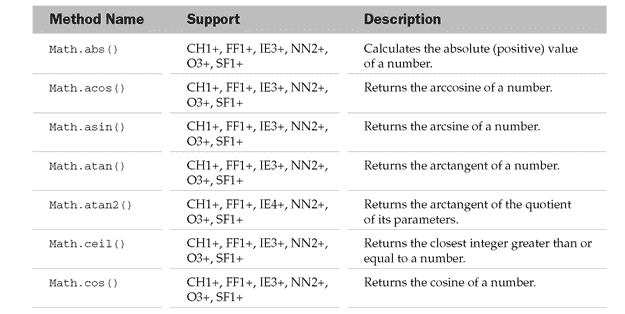 Method Name Support Description
Math.abs() CH1+, FF1+, IE3+, NN2+, Calculates the absolute (positive) value
O3+, SF1+ of a number.
Math.acos() CH1+, FF1+, IE3+, NN2+, Returns the arccosine of a number.
O3+, SF1+
Math.asin() CH1+, FF1+, IE3+, NN2+, Returns the arcsine of a number.
O3+, SF1+
Math.atan() CH1+, FF1+, IE3+, NN2+, Returns the arctangent of a number.
O3+, SF1+
Math.atan2() CH1+, FF1+, IE4+, NN2+, Returns the arctangent of the quotient
O3+, SF1+ of its parameters.
Math.ceil() CH1+, FF1+, IE3+, NN2+, Returns the closest integer greater than or
O3+, SF1+ equal to a number.
Math.cos() CH1+, FF1+, IE3+, NN2+, Returns the cosine of a number.
O3+, SF1+